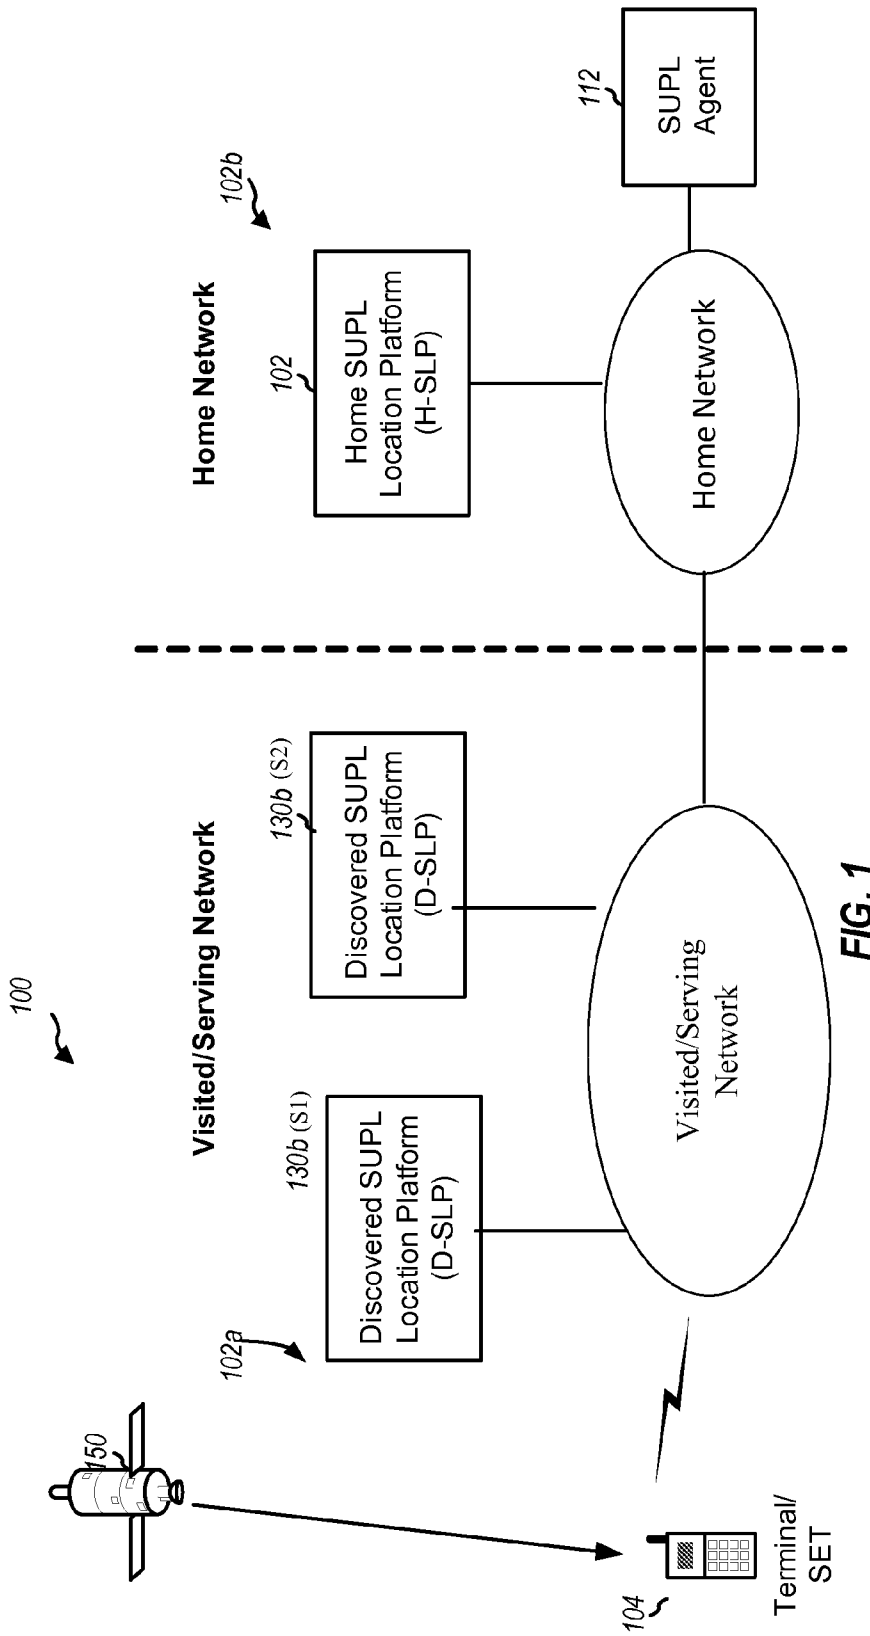 100
Visited/Serving Network
Home Network
150
102a
130b (S1)
Discovered SUPL
Location Platform
(D-SLP)
130b (S2)
Discovered SUPL
Location Platform
(D-SLP)
102
Home SUPL
Location Platform
(H-SLP)
102b
112
SUPL
Agent
104
Terminal/
SET
Visited/Serving
Network
Home Network
FIG. 1